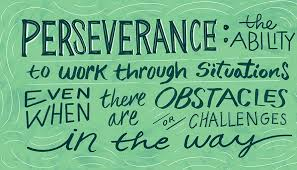 PERSEVERANCE: the ABILITY
to WORK through SITUATIONS
EVEN WHEN there are OBSTACLES or CHALLENGES
in the way